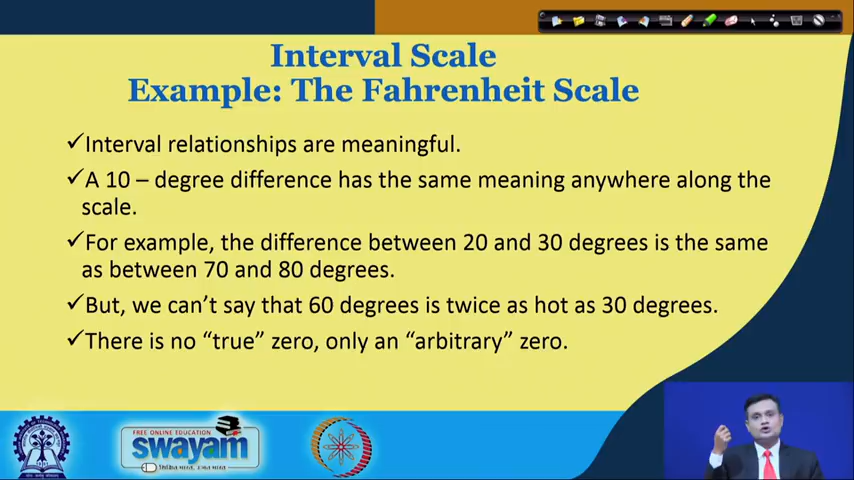 Interval Scale
Example: The Fahrenheit Scale
✓Interval relationships are meaningful.
✓A 10 – degree difference has the same meaning anywhere along the
scale.
✓For example, the difference between 20 and 30 degrees is the same
as between 70 and 80 degrees.
✓But, we can't say that 60 degrees is twice as hot as 30 degrees.
✓There is no “true” zero, only an “arbitrary” zero.
FREE ONLINE EDUCATION
swayam